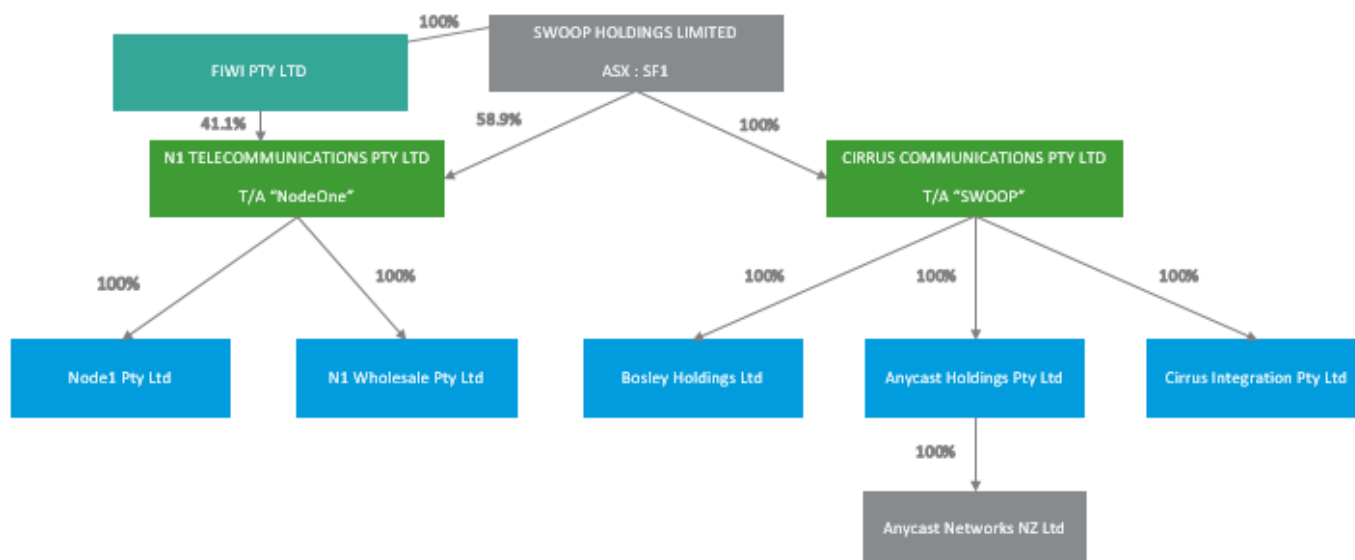 100%
SWOOP HOLDINGS LIMITED
ASX : SF1
FIWI PTY LTD
41.1%
58.9%
100%
N1 TELECOMMUNICATIONS PTY LTD
T/A “NodeOne”
CIRRUS COMMUNICATIONS PTY LTD
T/A “SWOOP”
100%
100%
100%
100%
100%
Node1 Pty Ltd
N1 Wholesale Pty Ltd
Bosley Holdings Ltd
Anycast Holdings Pty Ltd
Cirrus Integration Pty Ltd
100%
Anycast Networks NZ Ltd